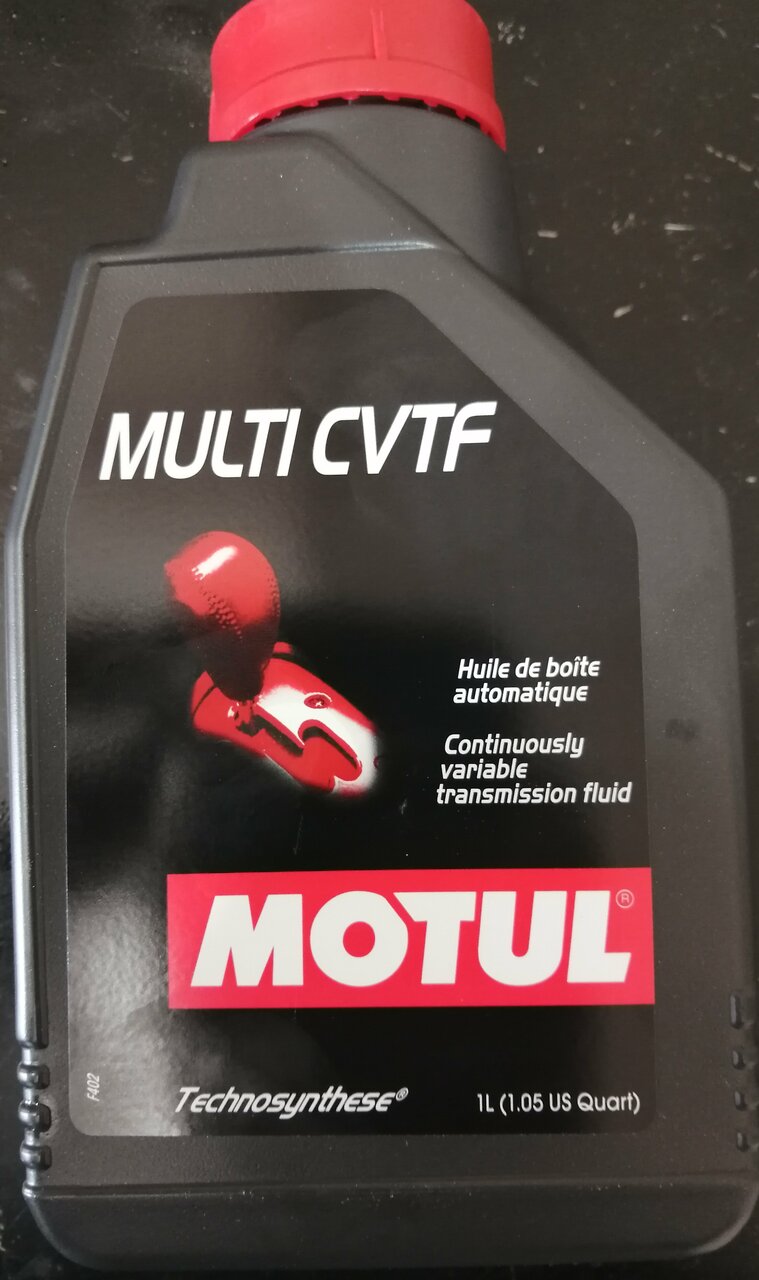 MULTI CVTF
Huile de boîte
automatique
Continuously
variable
transmission fluid
MOTUL®
F402
Technosynthese®
1L (1.05 US Quart)